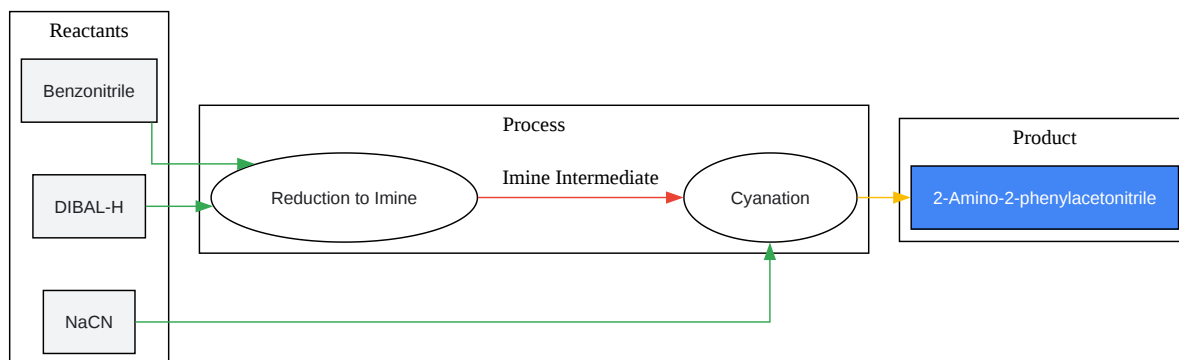 Reactants
Benzonitrile
DIBAL-H
NaCN
Process
Reduction to Imine
Imine Intermediate
Cyanation
Product
2-Amino-2-phenylacetonitrile